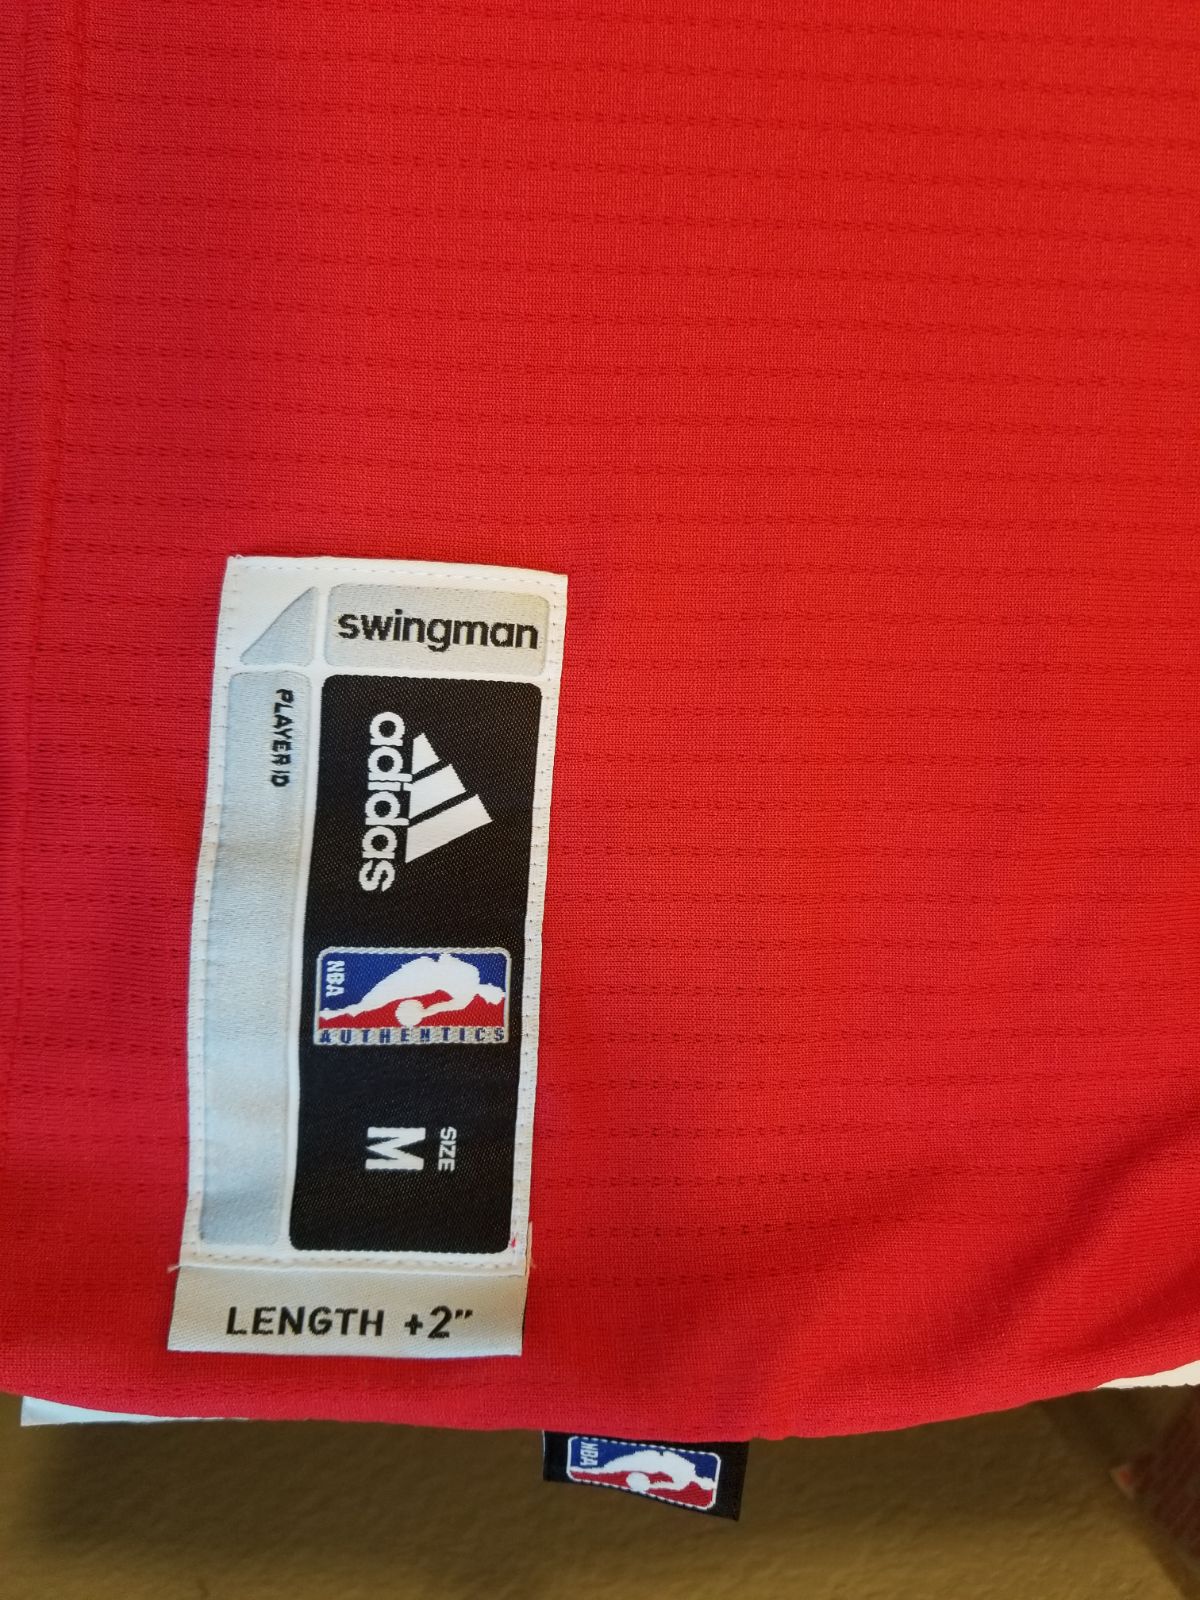 swingman
PLAYER ID
adidas
NBA
AUTHENTICS
SIZE
M
LENGTH +2"
NBA